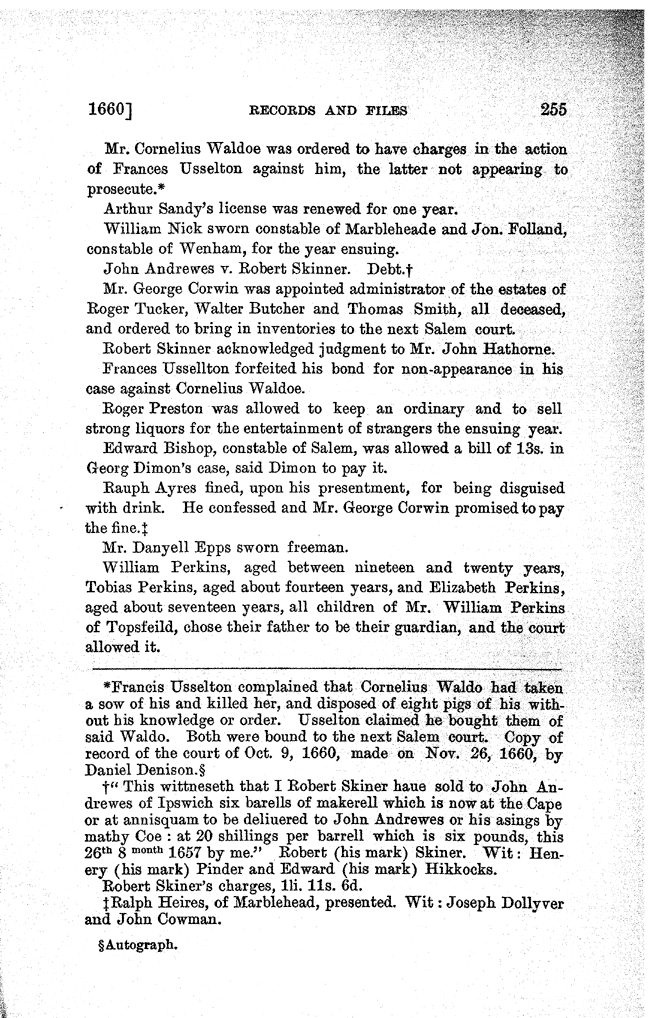 1660] RECORDS AND FILES 255
Mr. Cornelius Waldoe was ordered to have charges in the action
of Frances Usselton against him, the latter not appearing to
prosecute.*
Arthur Sandy's license was renewed for one year.
William Nick sworn constable of Marbleheade and Jon. Folland,
constable of Wenham, for the year ensuing.
John Andrewes v. Robert Skinner. Debt.†
Mr. George Corwin was appointed administrator of the estates of
Roger Tucker, Walter Butcher and Thomas Smith, all deceased,
and ordered to bring in inventories to the next Salem court.
Robert Skinner acknowledged judgment to Mr. John Hathorne.
Frances Ussellton forfeited his bond for non-appearance in his
case against Cornelius Waldoe.
Roger Preston was allowed to keep an ordinary and to sell
strong liquors for the entertainment of strangers the ensuing year.
Edward Bishop, constable of Salem, was allowed a bill of 13s. in
Georg Dimon's case, said Dimon to pay it.
Rauph Ayres fined, upon his presentment, for being disguised
with drink. He confessed and Mr. George Corwin promised to pay
the fine.‡
Mr. Danyell Epps sworn freeman.
William Perkins, aged between nineteen and twenty years,
Tobias Perkins, aged about fourteen years, and Elizabeth Perkins,
aged about seventeen years, all children of Mr. William Perkins
of Topsfeild, chose their father to be their guardian, and the court
allowed it.
*Francis Usselton complained that Cornelius Waldo had taken
a sow of his and killed her, and disposed of eight pigs of his with-
out his knowledge or order. Usselton claimed he bought them of
said Waldo. Both were bound to the next Salem court. Copy of
record of the court of Oct. 9, 1660, made on Nov. 26, 1660, by
Daniel Denison.§
†" This wittneseth that I Robert Skiner haue sold to John An-
drewes of Ipswich six barells of makerell which is now at the Cape
or at annisquam to be deliuered to John Andrewes or his asings by
mathy Coe : at 20 shillings per barrell which is six pounds, this
26th 8 month 1657 by me." Robert (his mark) Skiner. Wit : Hen-
ery (his mark) Pinder and Edward (his mark) Hikkocks.
Robert Skiner's charges, 1li. 11s. 6d.
‡Ralph Heires, of Marblehead, presented. Wit : Joseph Dollyver
and John Cowman.
§Autograph.